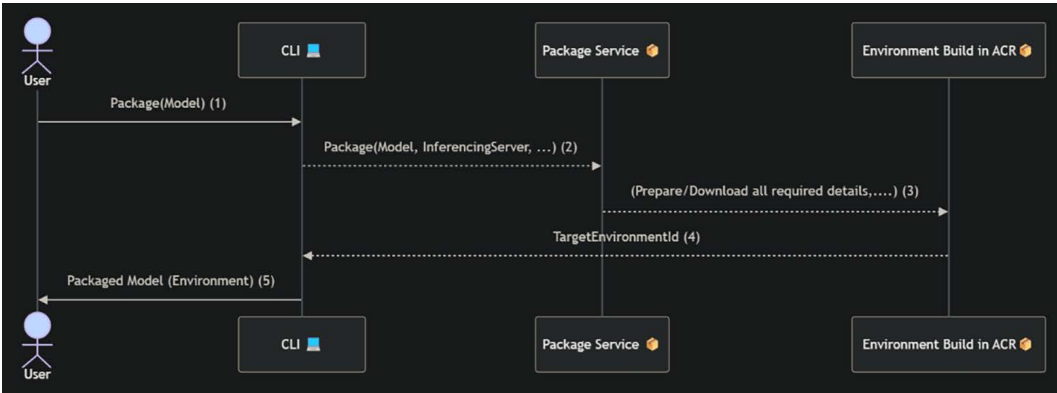 CLI 💻
Package Service 📦
Environment Build in ACR📦
User
Package(Model) (1)
Package(Model, InferencingServer, ...) (2)
(Prepare/Download all required details,....) (3)
TargetEnvironmentId (4)
Packaged Model (Environment) (5)
CLI 💻
Package Service 📦
Environment Build in ACR📦
User